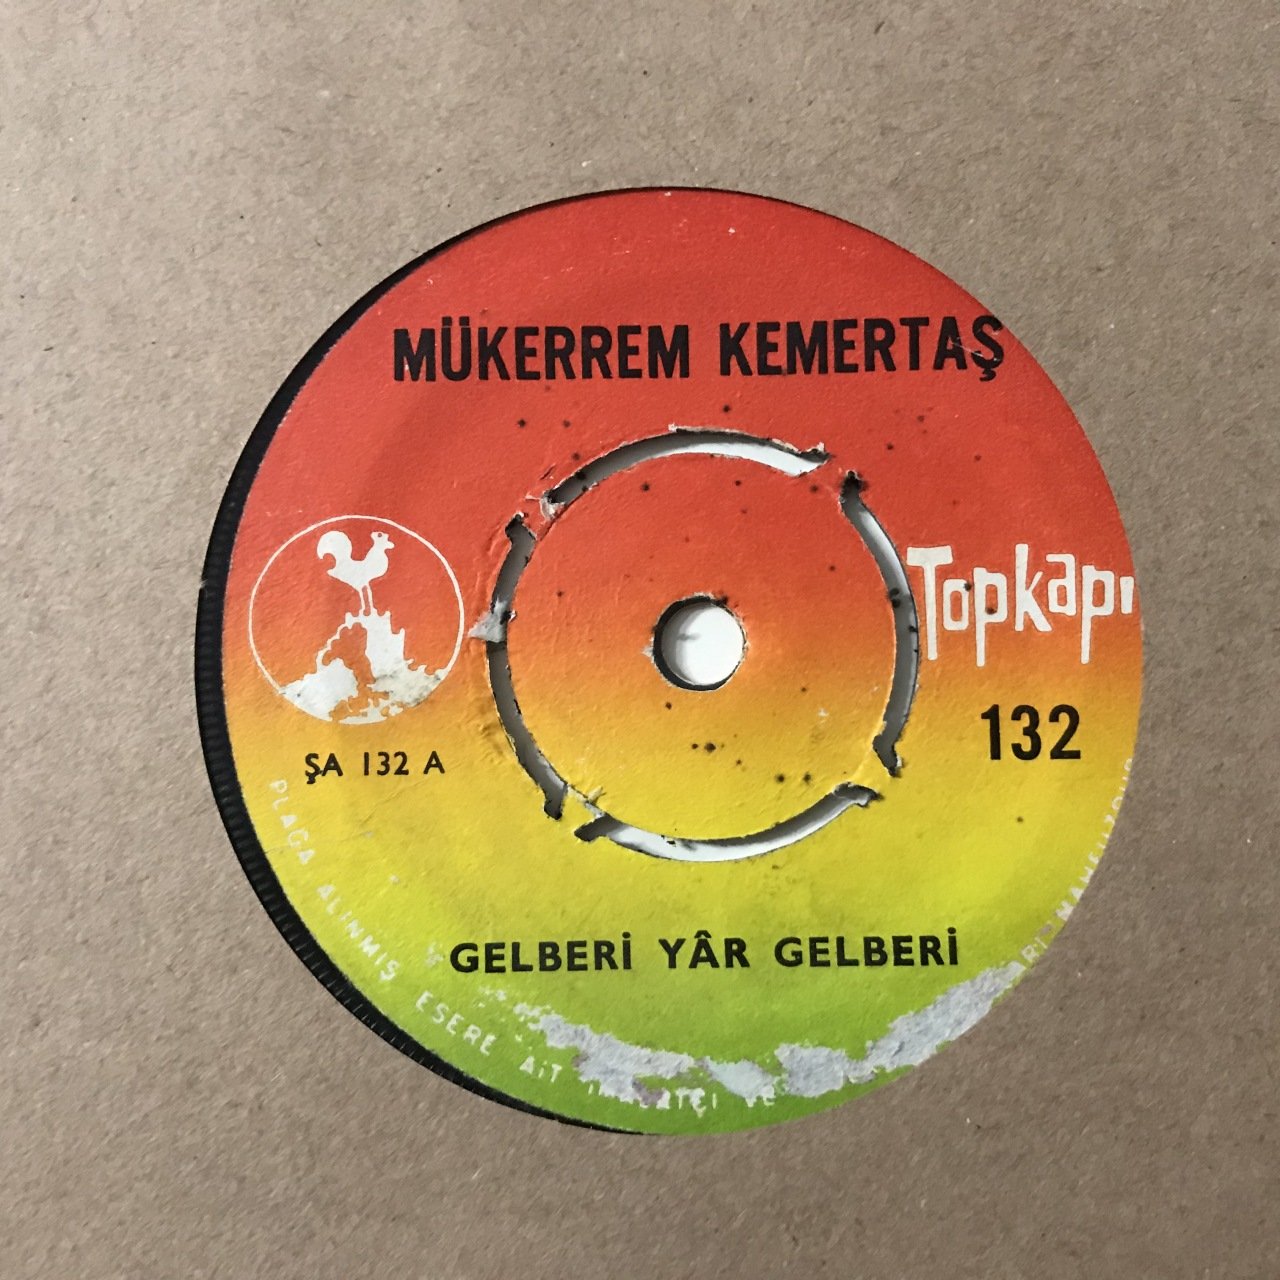 MÜKERREM KEMERTAŞ
Topkapı
132
ŞA 132 A
GELBERİ YÂR GELBERİ
PLAĞA ALINMIŞ ESERE AİT